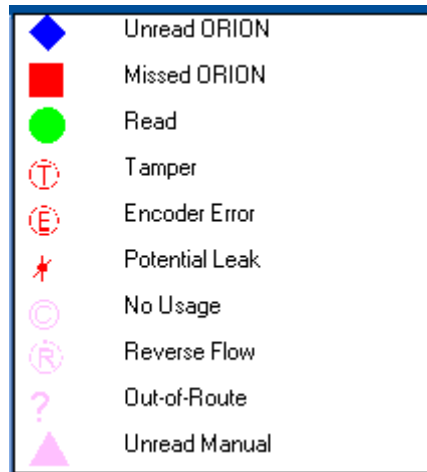 Unread ORION
Missed ORION
Read
T Tamper
E Encoder Error
Potential Leak
© No Usage
R Reverse Flow
? Out-of-Route
Unread Manual